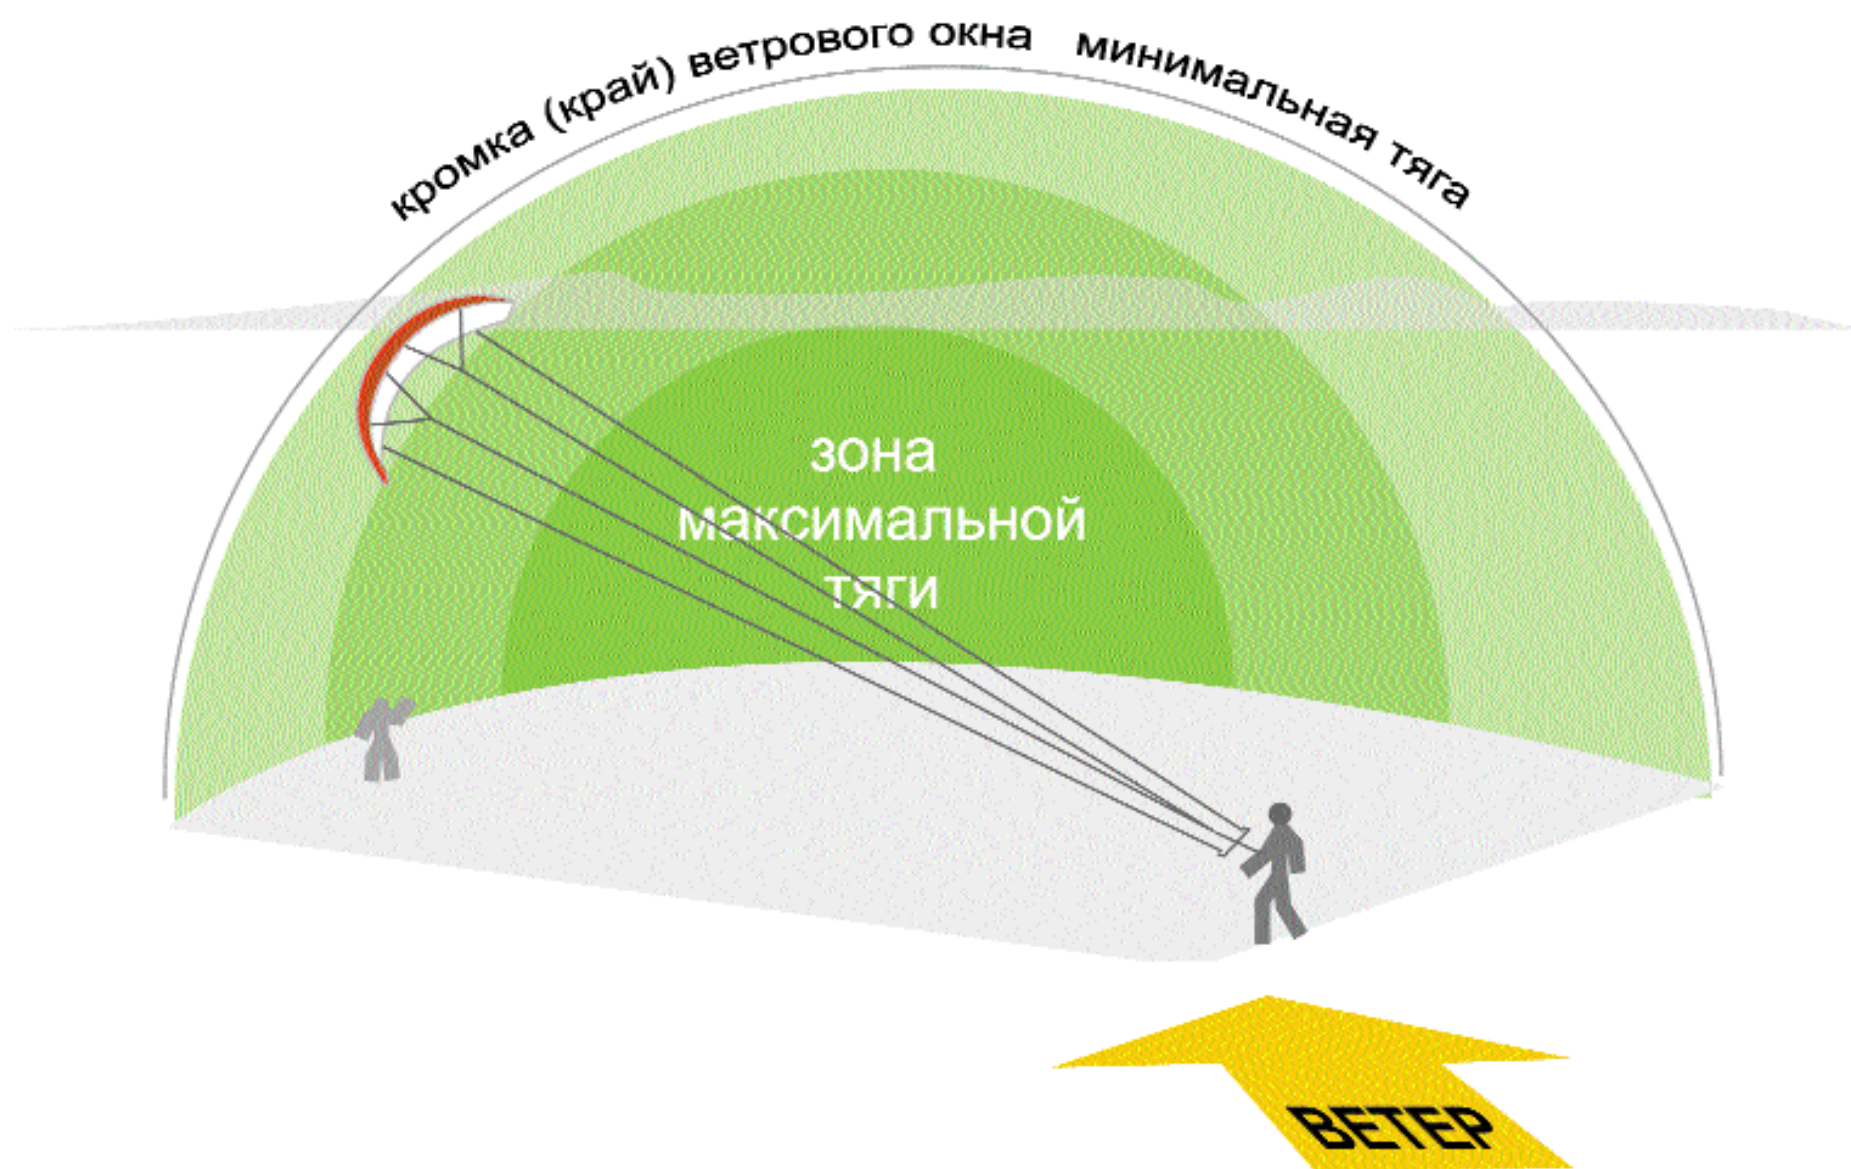 кромка (край) ветрового окна минимальная тяга
зона
максимальной
тяги
ВЕТЕР